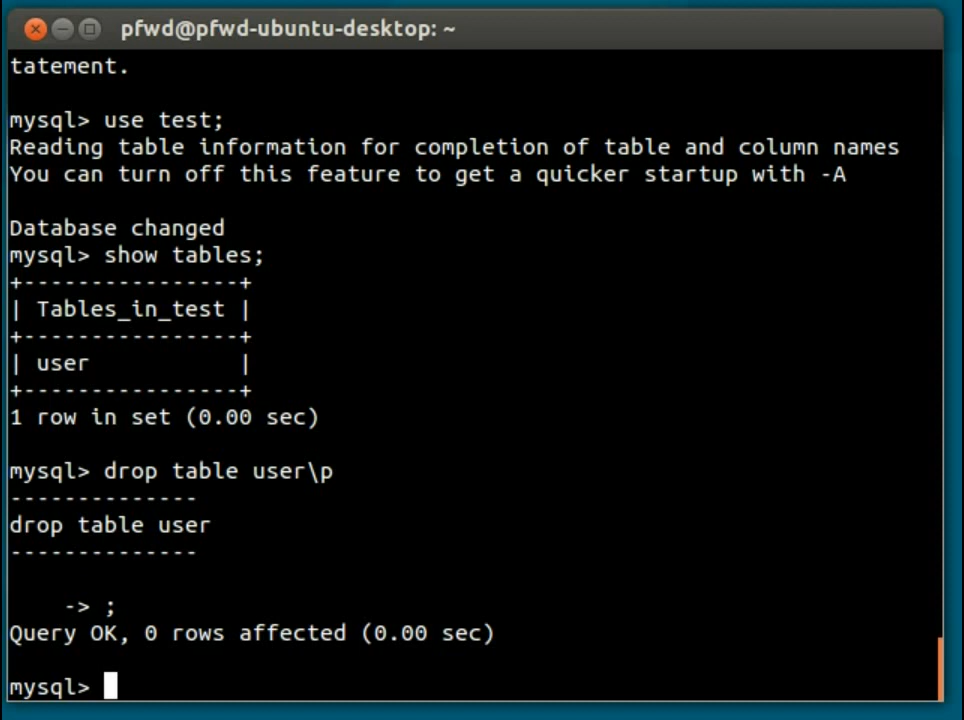 pfwd@pfwd-ubuntu-desktop: ~
tatement.
mysql> use test;
Reading table information for completion of table and column names
You can turn off this feature to get a quicker startup with -A
Database changed
mysql> show tables;
+----------------+
| Tables_in_test |
+----------------+
| user           |
+----------------+
1 row in set (0.00 sec)
mysql> drop table user\p
--------------
drop table user
--------------
    -> ;
Query OK, 0 rows affected (0.00 sec)
mysql>